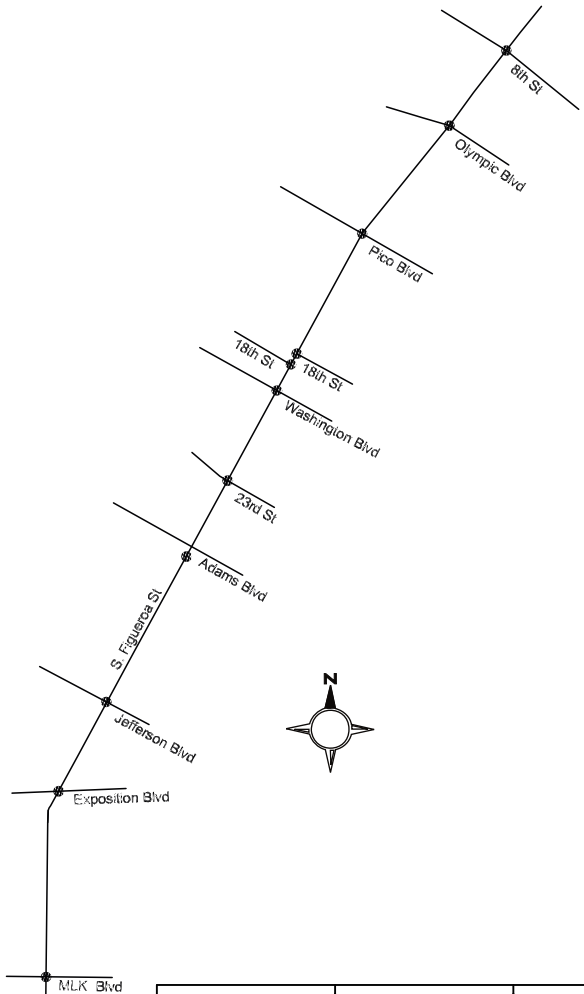 8th St
Olympic Blvd
Pico Blvd
18th St
18th St
Washington Blvd
23rd St
Adams Blvd
S. Figueroa St
N
Jefferson Blvd
Exposition Blvd
MLK Blvd